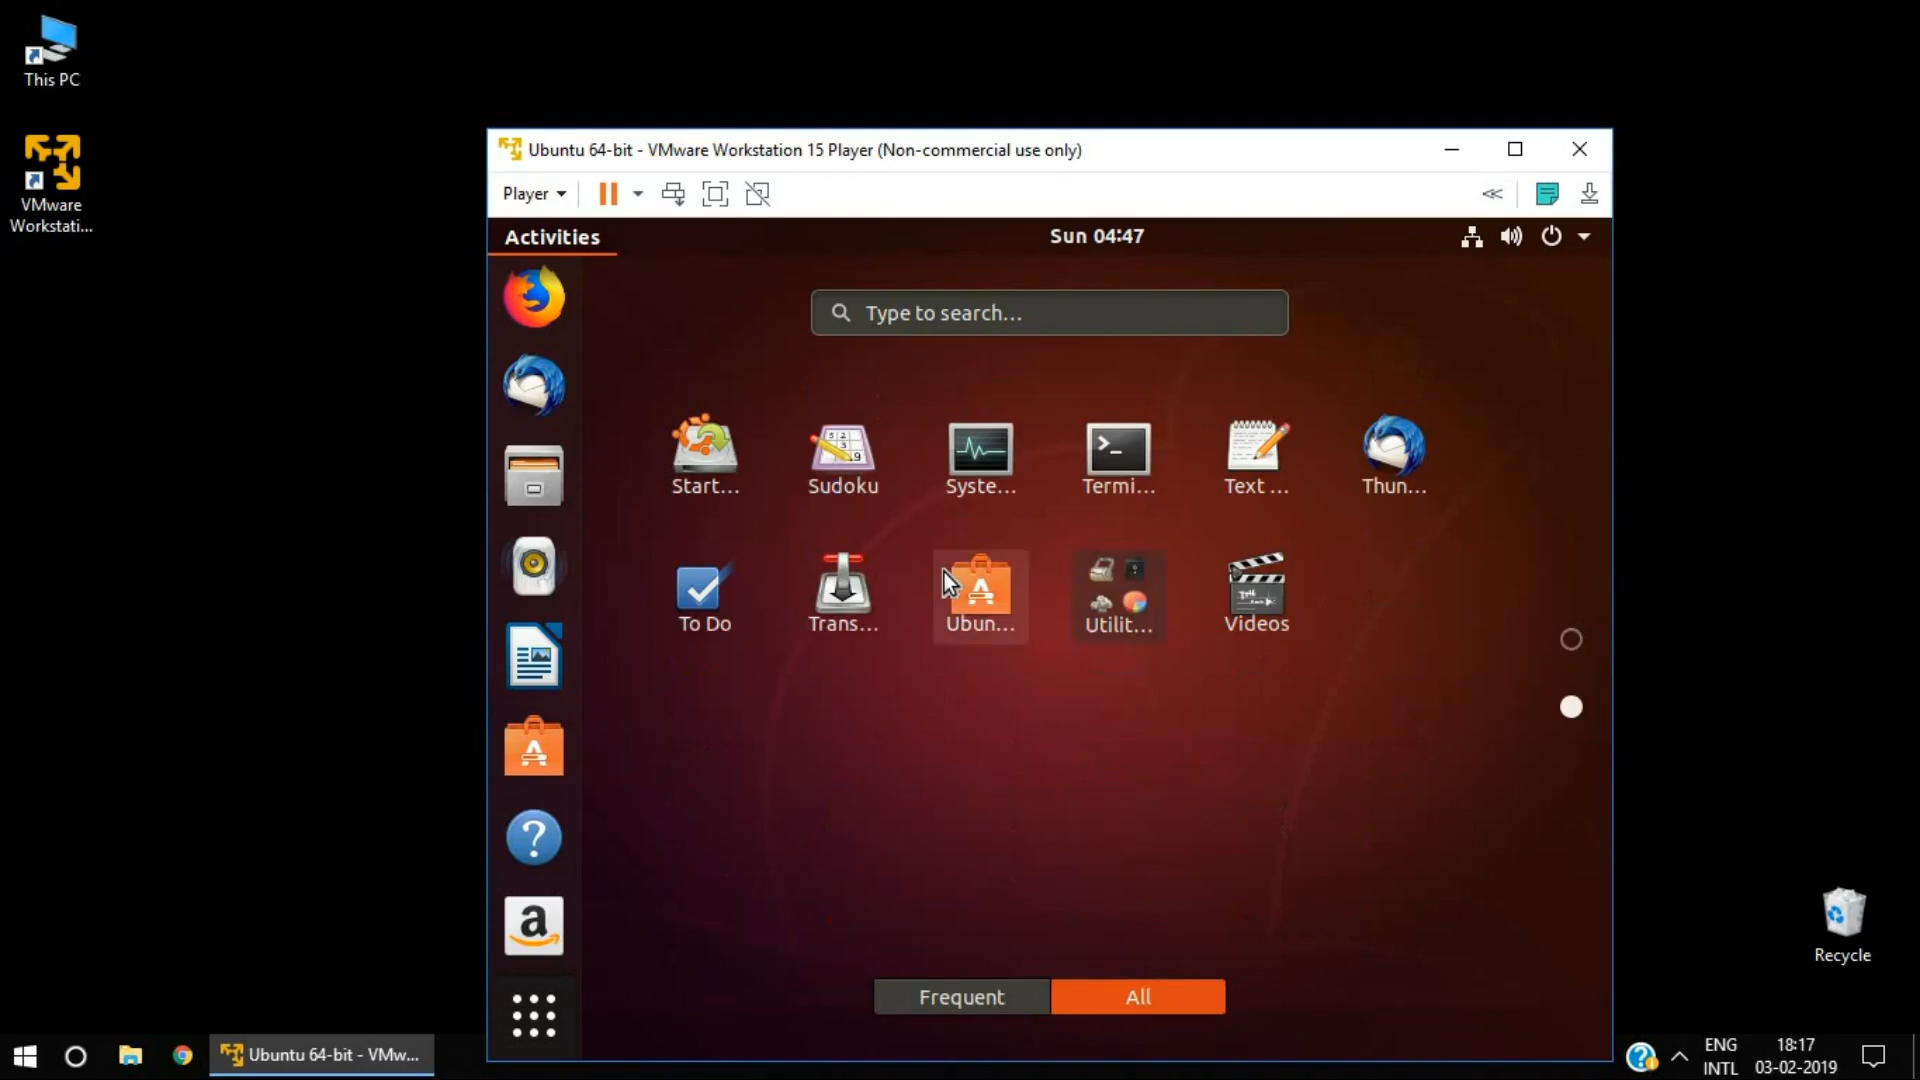 This PC
VMware
Workstati...
Ubuntu 64-bit - VMware Workstation 15 Player (Non-commercial use only)
Player
Activities
Sun 04:47
Type to search...
Start...
Sudoku
Syste...
Termi...
Text ...
Thun...
To Do
Trans...
Ubun...
Utilit...
Videos
Frequent
All
Recycle
Ubuntu 64-bit - VMw...
ENG
INTL
18:17
03-02-2019